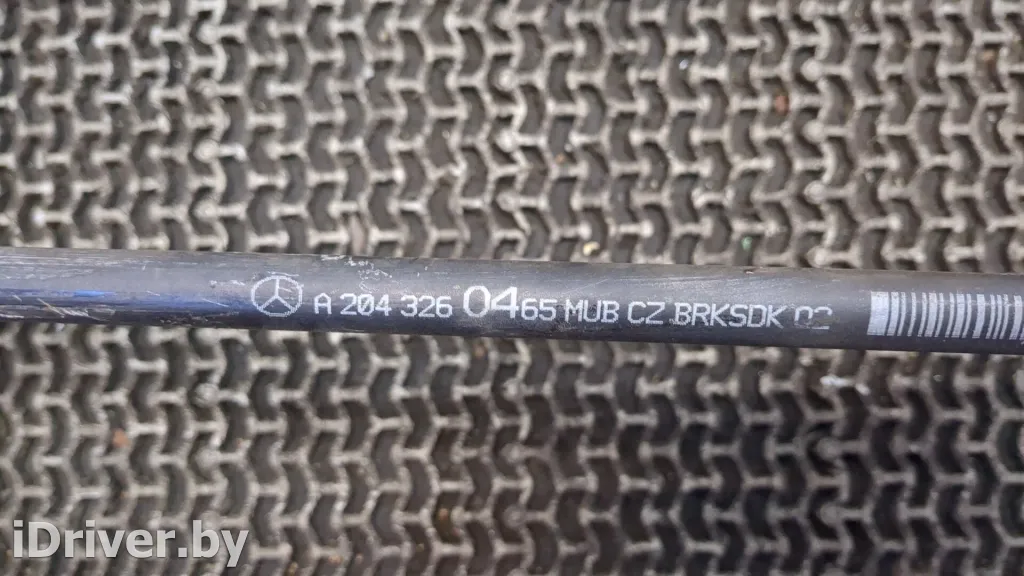 A 204 326 0465 MUB CZ BRKSDK 02
iDriver.by